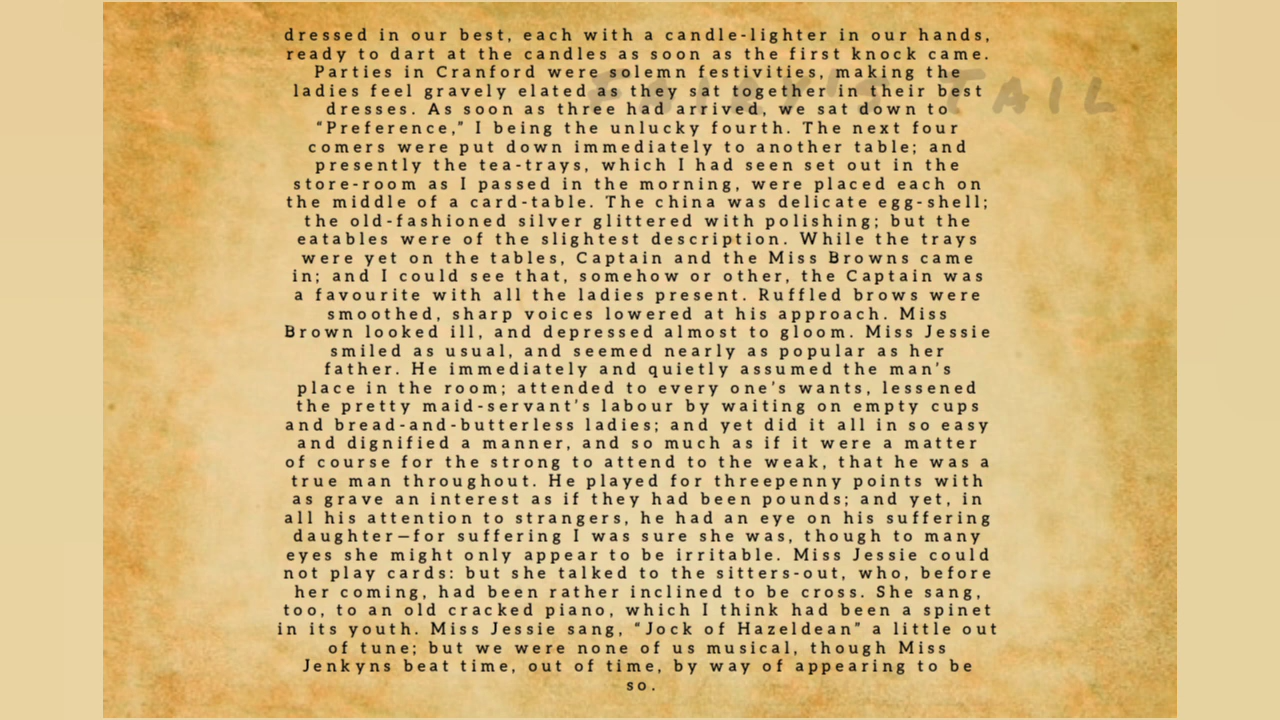 dressed in our best, each with a candle-lighter in our hands,
ready to dart at the candles as soon as the first knock came.
Parties in Cranford were solemn festivities, making the
ladies feel gravely elated as they sat together in their best
dresses. As soon as three had arrived, we sat down to
“Preference,” I being the unlucky fourth. The next four
comers were put down immediately to another table; and
presently the tea-trays, which I had seen set out in the
store-room as I passed in the morning, were placed each on
the middle of a card-table. The china was delicate egg-shell;
the old-fashioned silver glittered with polishing; but the
eatables were of the slightest description. While the trays
were yet on the tables, Captain and the Miss Browns came
in; and I could see that, somehow or other, the Captain was
a favourite with all the ladies present. Ruffled brows were
smoothed, sharp voices lowered at his approach. Miss
Brown looked ill, and depressed almost to gloom. Miss Jessie
smiled as usual, and seemed nearly as popular as her
father. He immediately and quietly assumed the man’s
place in the room; attended to every one’s wants, lessened
the pretty maid-servant’s labour by waiting on empty cups
and bread-and-butterless ladies; and yet did it all in so easy
and dignified a manner, and so much as if it were a matter
of course for the strong to attend to the weak, that he was a
true man throughout. He played for threepenny points with
as grave an interest as if they had been pounds; and yet, in
all his attention to strangers, he had an eye on his suffering
daughter—for suffering I was sure she was, though to many
eyes she might only appear to be irritable. Miss Jessie could
not play cards: but she talked to the sitters-out, who, before
her coming, had been rather inclined to be cross. She sang,
too, to an old cracked piano, which I think had been a spinet
in its youth. Miss Jessie sang, “Jock of Hazeldean” a little out
of tune; but we were none of us musical, though Miss
Jenkyns beat time, out of time, by way of appearing to be
so.
TAIL